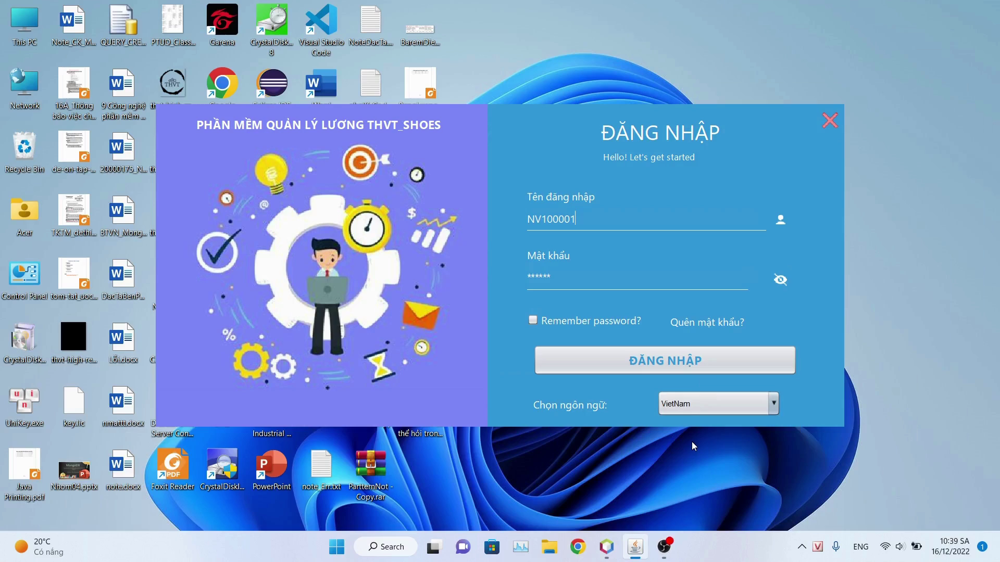 This PC
Note_CK_M...
QUERY_CRE...
PTUD_Class...
Garena
CrystalDisk...
8
Visual Studio
Code
NoteDacTa....
BaremDie...
Network
16A_Thông
báo việc ch...
9 Công nghệ
phần mềm ...
THVT
PHẦN MỀM QUẢN LÝ LƯƠNG THVT_SHOES
ĐĂNG NHẬP
Hello! Let's get started
Recycle Bin
de-on-tap-...
20000175_N...
Tên đăng nhập
NV100001
Acer
TKTM_dethi...
BTVN_Mong...
Mật khẩu
******
Control Panel
tom-tat_uoc...
DacTaBenP...
Remember password?
Quên mật khẩu?
CrystalDisk...
thvt-high-re...
Lỗi.docx
ĐĂNG NHẬP
Chọn ngôn ngữ:
VietNam
UniKey.exe
key.lic
nmattt.docx
Server Con...
Industrial ...
thể hỏi tron...
Java
Printing.pdf
Nhom04.pptx
note.docx
Foxit Reader
CrystalDiskI...
PowerPoint
note_Err.txt
PartternNot -
Copy.rar
20°C
Có nắng
Search
ENG
10:39 SA
16/12/2022
1